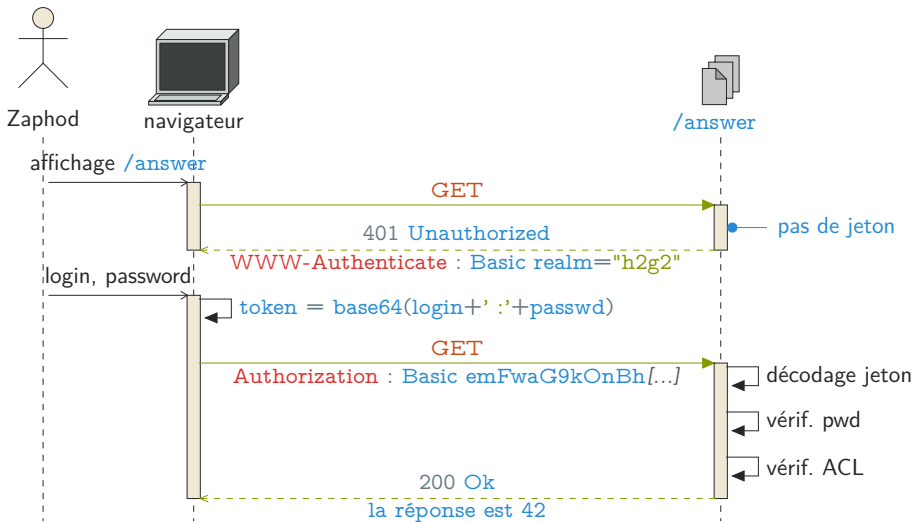 Zaphod
navigateur
/answer
affichage /answer
GET
401 Unauthorized
pas de jeton
WWW-Authenticate : Basic realm="h2g2"
login, password
token = base64(login+' :'+passwd)
GET
Authorization : Basic emFwaG9kOnBh[...]
décodage jeton
vérif. pwd
vérif. ACL
200 Ok
la réponse est 42